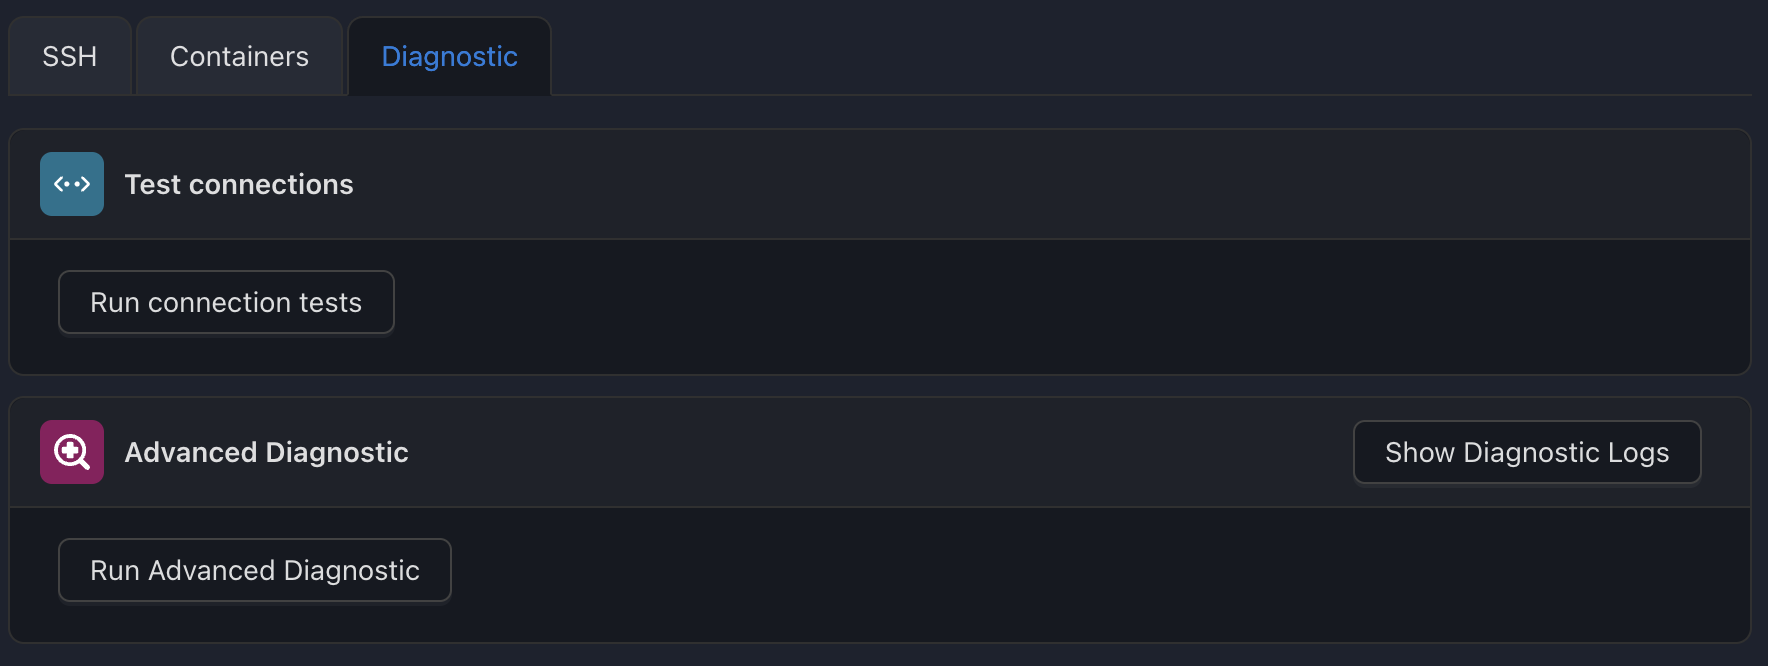 SSH
Containers
Diagnostic
Test connections
Run connection tests
Advanced Diagnostic
Show Diagnostic Logs
Run Advanced Diagnostic